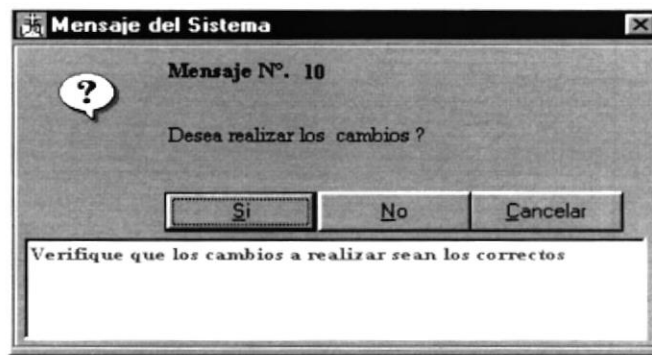 Mensaje del Sistema
Mensaje Nº. 10
?
Desea realizar los cambios ?
Si No Cancelar
Verifique que los cambios a realizar sean los correctos